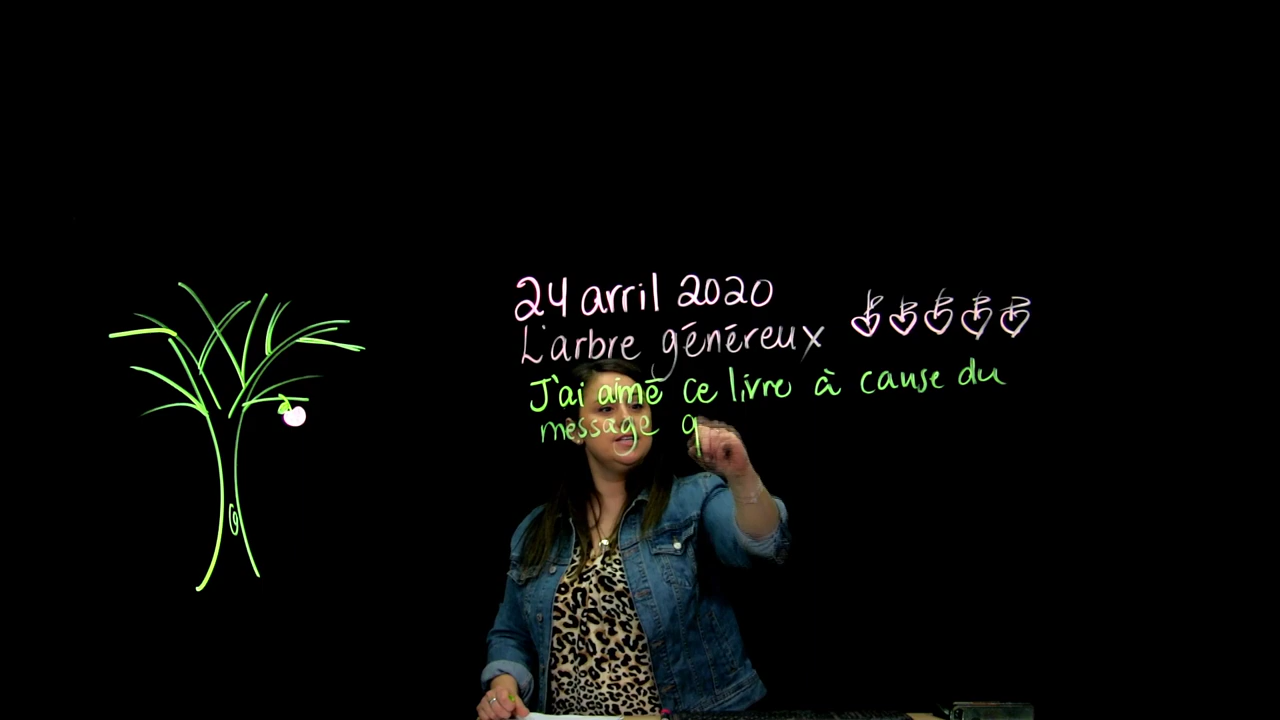 24 avril 2020
L'arbre généreux
J'ai aimé ce livre à cause du
message q